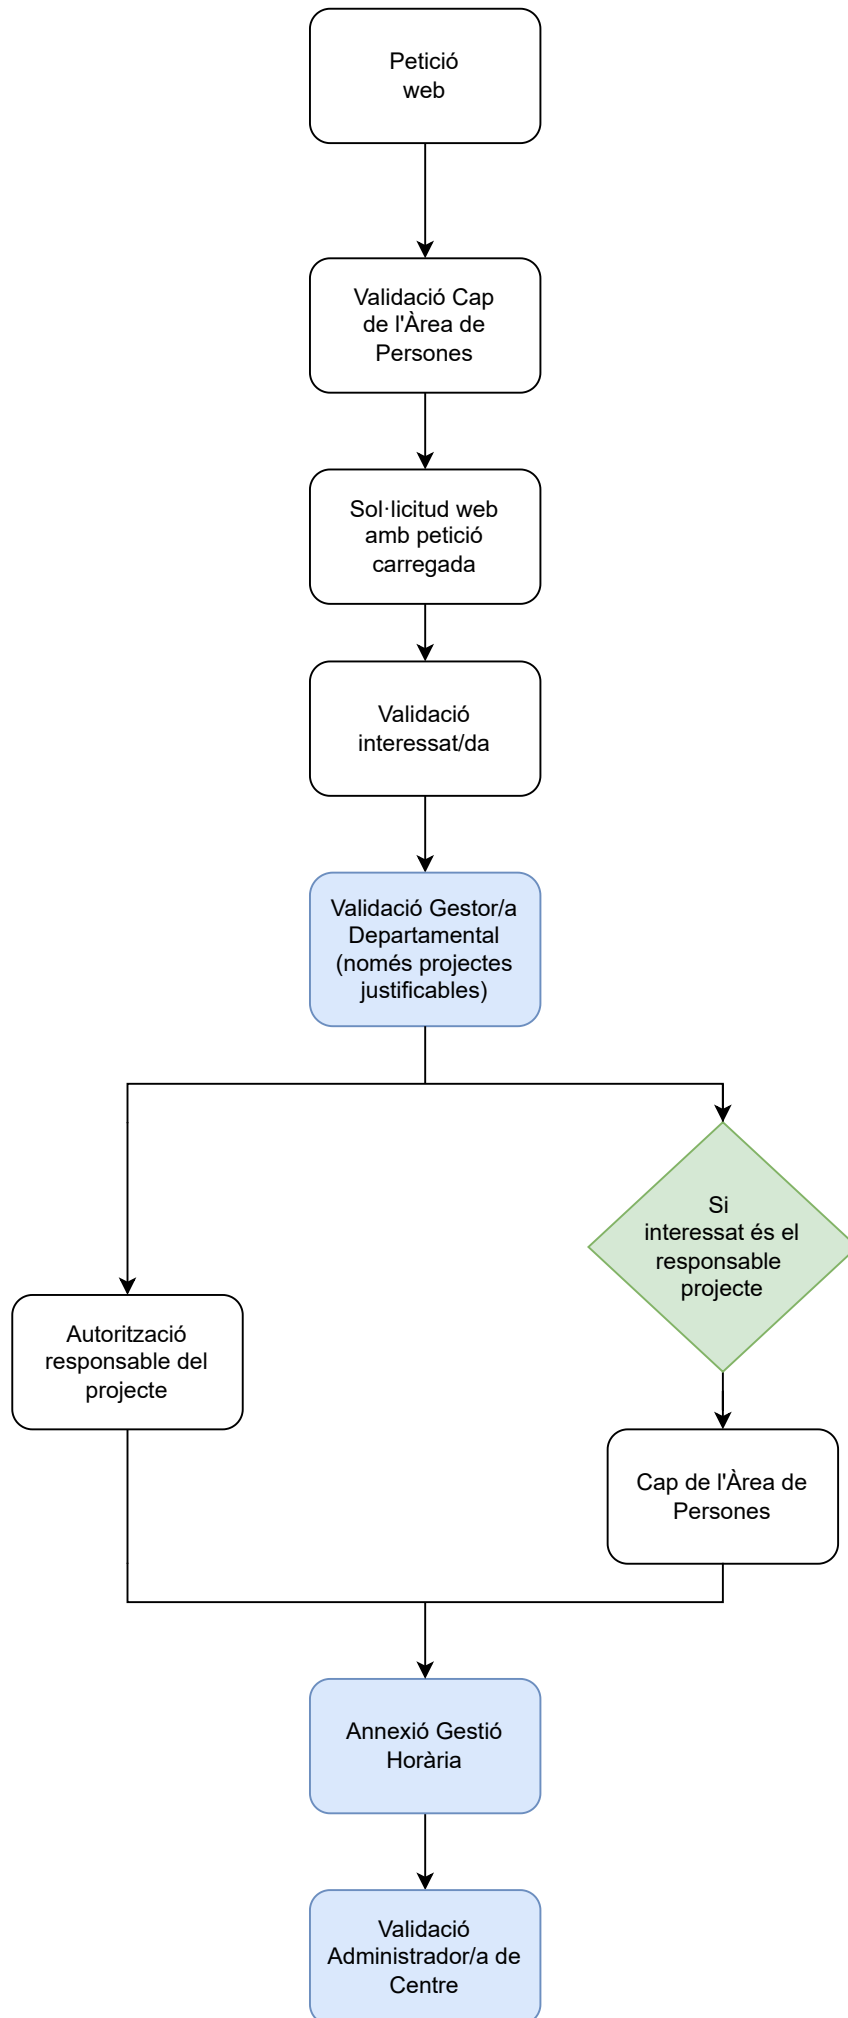 Petició
web
Validació Cap
de l'Àrea de
Persones
Sol·licitud web
amb petició
carregada
Validació
interessat/da
Validació Gestor/a
Departamental
(només projectes
justificables)
Si
interessat és el
responsable
projecte
Autorització
responsable del
projecte
Cap de l'Àrea de
Persones
Annexió Gestió
Horària
Validació
Administrador/a de
Centre